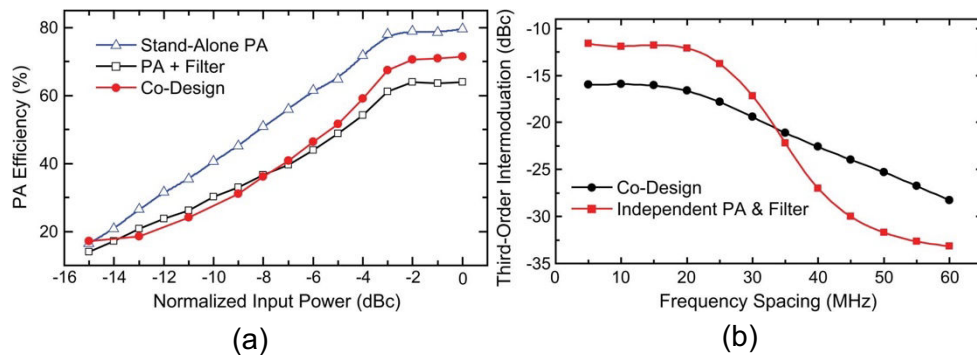 PA Efficiency (%)
80
60
40
20
Stand-Alone PA
PA + Filter
Co-Design
-16 -14 -12 -10 -8 -6 -4 -2 0
Normalized Input Power (dBc)
(a)
Third-Order Intermoduation (dBc)
-10
-15
-20
-25
-30
-35
Co-Design
Independent PA & Filter
0 10 20 30 40 50 60
Frequency Spacing (MHz)
(b)